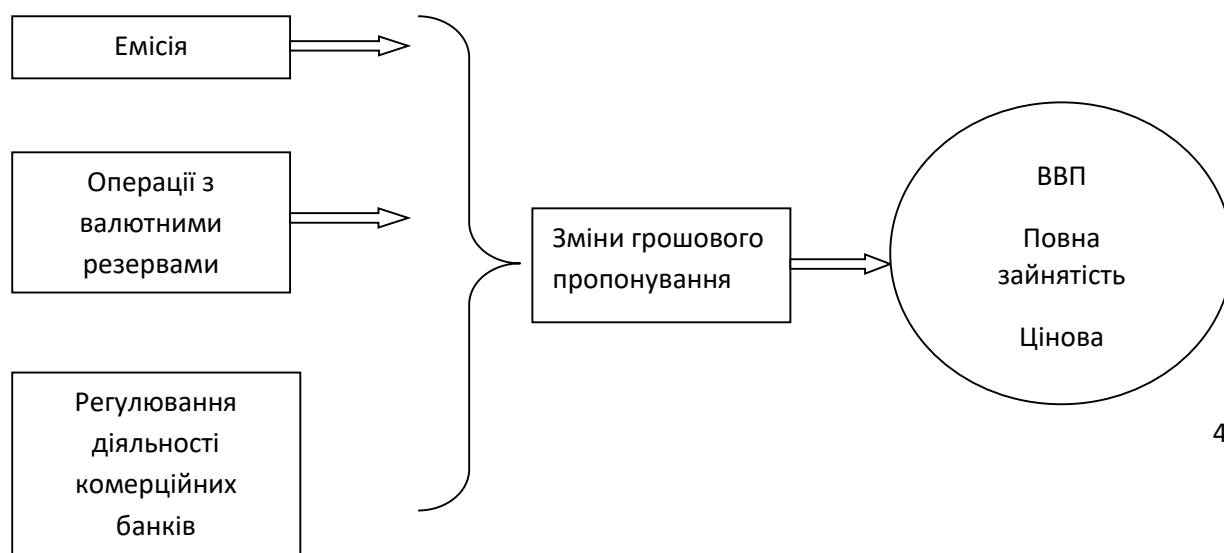 Емісія
Операції з
валютними
резервами
Регулювання
діяльності
комерційних
банків
Зміни грошового
пропонування
ВВП
Повна
зайнятість
Цінова
4